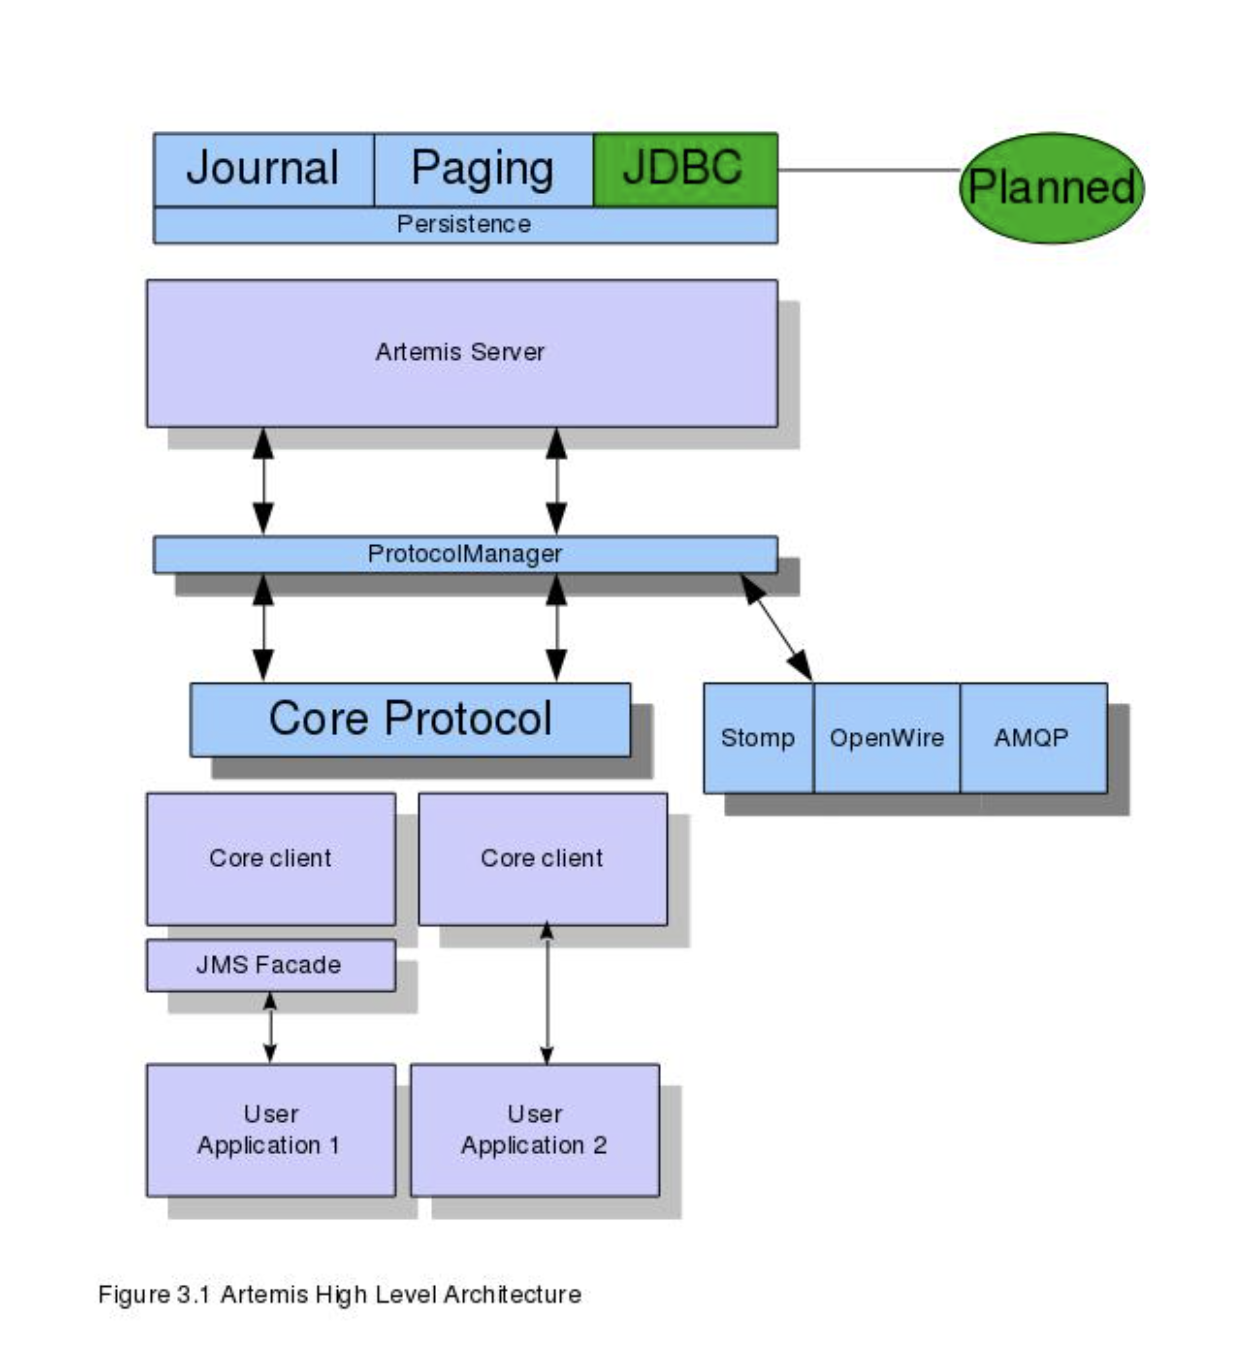 Journal
Paging
JDBC
Planned
Persistence
Artemis Server
ProtocolManager
Core Protocol
Stomp
OpenWire
AMQP
Core client
Core client
JMS Facade
User
Application 1
User
Application 2
Figure 3.1 Artemis High Level Architecture